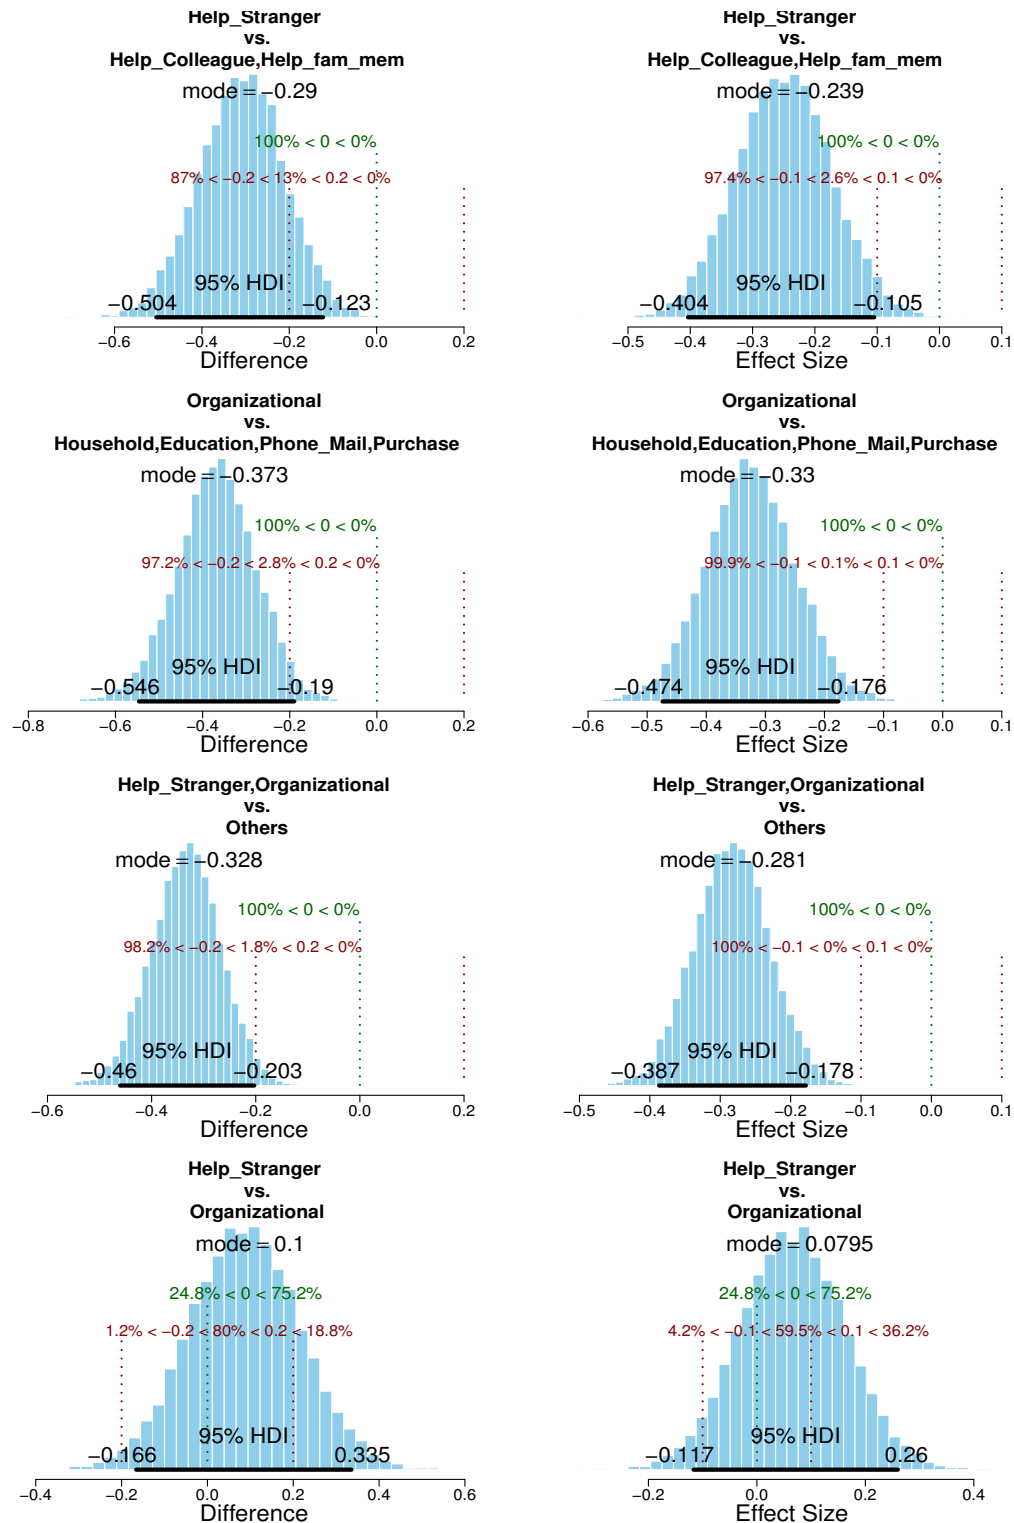 Help_Stranger
vs.
Help_Colleague,Help_fam_mem
mode = −0.29
100% < 0 < 0%
87% < −0.2 < 13% < 0.2 < 0%
95% HDI
−0.504 −0.123
−0.6 −0.4 −0.2 0.0 0.2
Difference
Help_Stranger
vs.
Help_Colleague,Help_fam_mem
mode = −0.239
100% < 0 < 0%
97.4% < −0.1 < 2.6% < 0.1 < 0%
95% HDI
−0.404 −0.105
−0.5 −0.4 −0.3 −0.2 −0.1 0.0 0.1
Effect Size
Organizational
vs.
Household,Education,Phone_Mail,Purchase
mode = −0.373
100% < 0 < 0%
97.2% < −0.2 < 2.8% < 0.2 < 0%
95% HDI
−0.546 −0.19
−0.8 −0.6 −0.4 −0.2 0.0 0.2
Difference
Organizational
vs.
Household,Education,Phone_Mail,Purchase
mode = −0.33
100% < 0 < 0%
99.9% < −0.1 < 0.1% < 0.1 < 0%
95% HDI
−0.474 −0.176
−0.6 −0.5 −0.4 −0.3 −0.2 −0.1 0.0 0.1
Effect Size
Help_Stranger,Organizational
vs.
Others
mode = −0.328
100% < 0 < 0%
98.2% < −0.2 < 1.8% < 0.2 < 0%
95% HDI
−0.46 −0.203
−0.6 −0.4 −0.2 0.0 0.2
Difference
Help_Stranger,Organizational
vs.
Others
mode = −0.281
100% < 0 < 0%
100% < −0.1 < 0% < 0.1 < 0%
95% HDI
−0.387 −0.178
−0.5 −0.4 −0.3 −0.2 −0.1 0.0 0.1
Effect Size
Help_Stranger
vs.
Organizational
mode = 0.1
24.8% < 0 < 75.2%
1.2% < −0.2 < 80% < 0.2 < 18.8%
95% HDI
−0.166 0.335
−0.4 −0.2 0.0 0.2 0.4 0.6
Difference
Help_Stranger
vs.
Organizational
mode = 0.0795
24.8% < 0 < 75.2%
4.2% < −0.1 < 59.5% < 0.1 < 36.2%
95% HDI
−0.117 0.26
−0.2 0.0 0.2 0.4
Effect Size